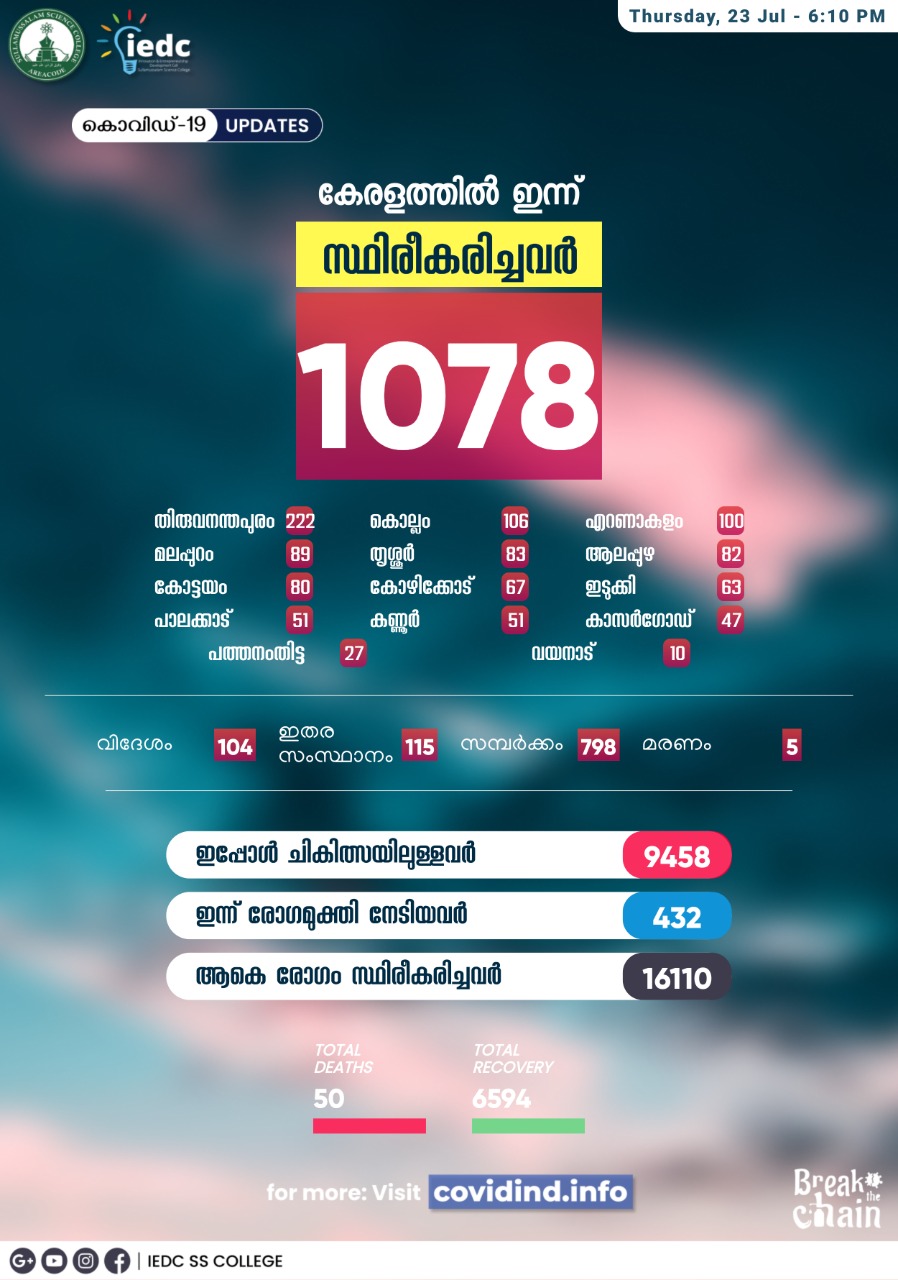 Thursday, 23 Jul - 6:10 PM
SULLAMUSSALAM SCIENCE COLLEGE
AREACODE
iedc
കൊവിഡ്-19 UPDATES
കേരളത്തിൽ ഇന്ന്
സ്ഥിരീകരിച്ചവർ
1078
തിരുവനന്തപുരം 222 കൊല്ലം 106 എറണാകുളം 100
മലപ്പുറം 89 തൃശ്ശൂർ 83 ആലപ്പുഴ 82
കോട്ടയം 80 കോഴിക്കോട് 67 ഇടുക്കി 63
പാലക്കാട് 51 കണ്ണൂർ 51 കാസർഗോഡ് 47
പത്തനംതിട്ട 27 വയനാട് 10
വിദേശം 104 ഇതര സംസ്ഥാനം 115 സമ്പർക്കം 798 മരണം 5
ഇപ്പോൾ ചികിത്സയിലുള്ളവർ 9458
ഇന്ന് രോഗമുക്തി നേടിയവർ 432
ആകെ രോഗം സ്ഥിരീകരിച്ചവർ 16110
TOTAL DEATHS
50
TOTAL RECOVERY
6594
for more: Visit covidind.info
Break the chain
IEDC SS COLLEGE